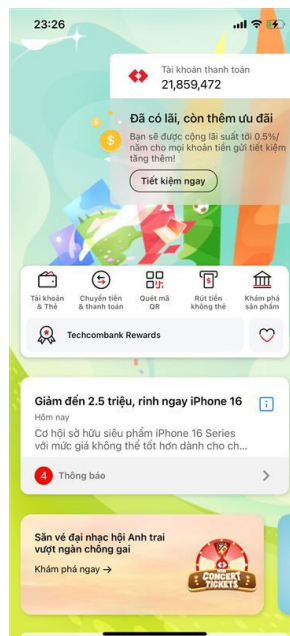 23:26
Tài khoản thanh toán
21,859,472
Đã có lãi, còn thêm ưu đãi
Bạn sẽ được cộng lãi suất tới 0.5%/
năm cho mọi khoản tiền gửi tiết kiệm
tăng thêm!
Tiết kiệm ngay
Tài khoản
& Thẻ
Chuyển tiền
& thanh toán
Quét mã
QR
Rút tiền
không thẻ
Khám phá
sản phẩm
Techcombank Rewards
Giảm đến 2.5 triệu, rinh ngay iPhone 16
Hôm nay
Cơ hội sở hữu siêu phẩm iPhone 16 Series
với mức giá không thể tốt hơn dành cho ch...
4 Thông báo
Săn vé đại nhạc hội Anh trai
vượt ngàn chông gai
Khám phá ngay →
CONCERT
TICKETS